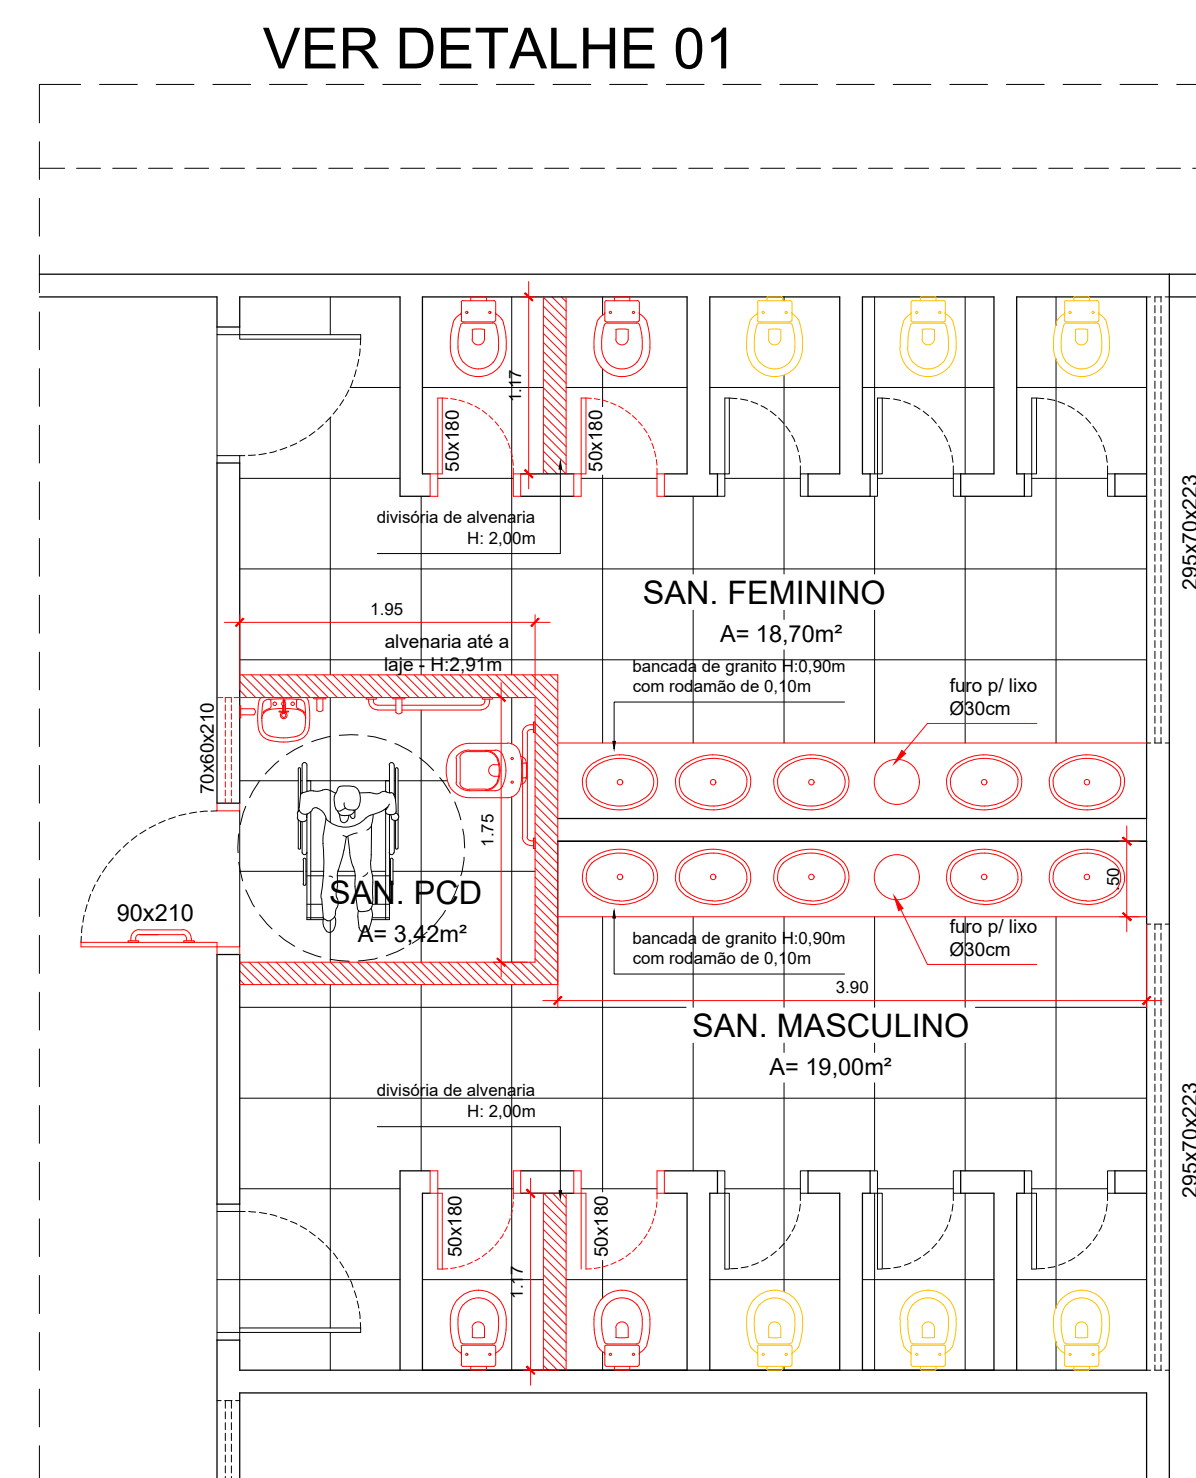 VER DETALHE 01
1.17
50x180
50x180
divisória de alvenaria
H: 2,00m
295x70x223
SAN. FEMININO
A= 18,70m²
1.95
alvenaria até a
laje - H:2,91m
bancada de granito H:0,90m
com rodamão de 0,10m
furo p/ lixo
Ø30cm
70x60x210
1.75
SAN. PCD
A= 3,42m²
90x210
.50
bancada de granito H:0,90m
com rodamão de 0,10m
furo p/ lixo
Ø30cm
3.90
SAN. MASCULINO
A= 19,00m²
divisória de alvenaria
H: 2,00m
295x70x223
50x180
50x180
1.17